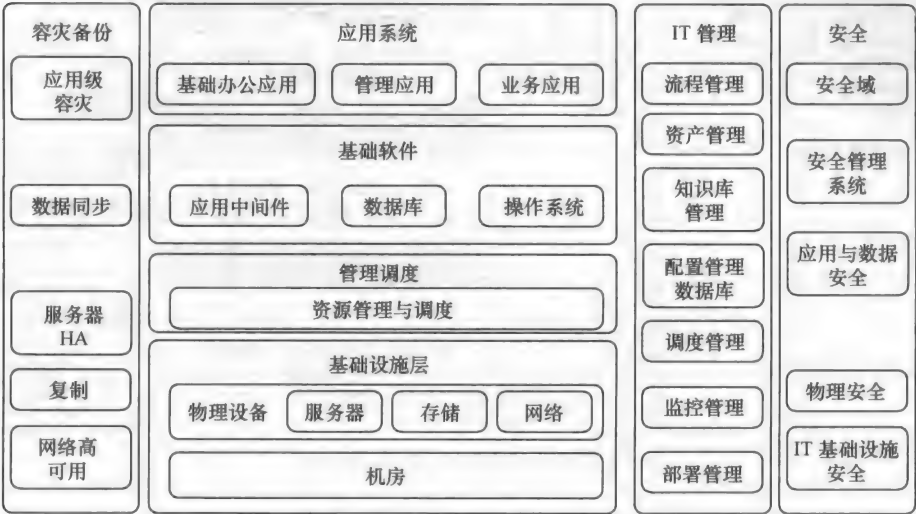 容灾备份
应用级
容灾
数据同步
服务器
HA
复制
网络高
可用
应用系统
基础办公应用
管理应用
业务应用
基础软件
应用中间件
数据库
操作系统
管理调度
资源管理与调度
基础设施层
物理设备
服务器
存储
网络
机房
IT 管理
流程管理
资产管理
知识库
管理
配置管理
数据库
调度管理
监控管理
部署管理
安全
安全域
安全管理
系统
应用与数据
安全
物理安全
IT 基础设施
安全